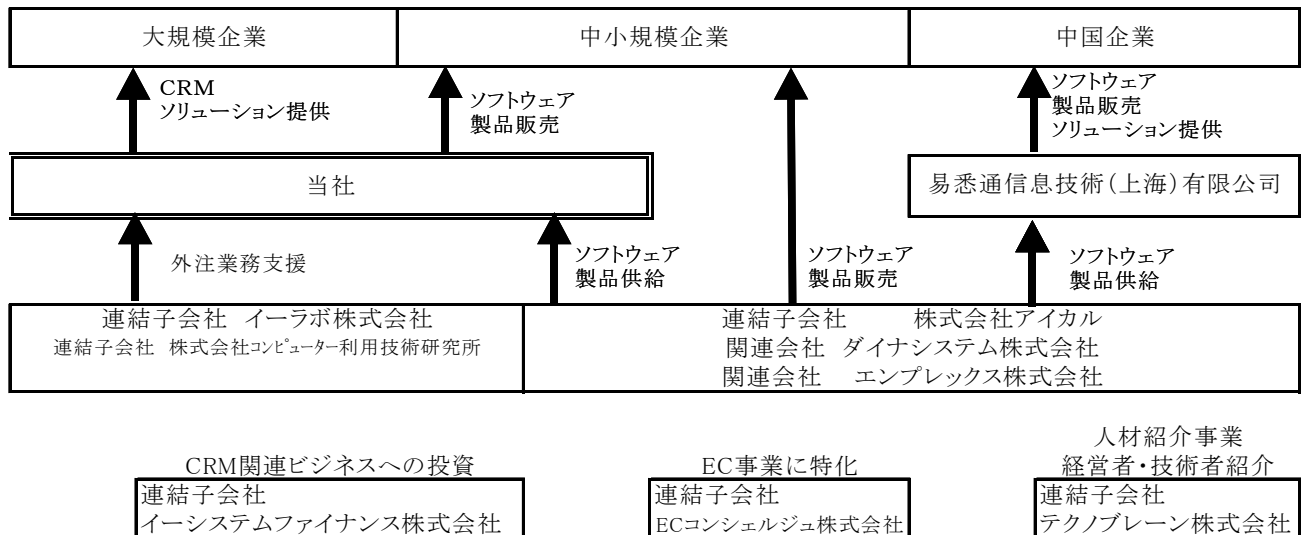 大規模企業
中小規模企業
中国企業
CRM
ソリューション提供
ソフトウェア
製品販売
ソフトウェア
製品販売
ソリューション提供
当社
易悉通信息技術(上海)有限公司
外注業務支援
ソフトウェア
製品供給
ソフトウェア
製品販売
ソフトウェア
製品供給
連結子会社 イーラボ株式会社
連結子会社 株式会社コンピューター利用技術研究所
連結子会社 株式会社アイカル
関連会社 ダイナシステム株式会社
関連会社 エンプレックス株式会社
CRM関連ビジネスへの投資
連結子会社
イーシステムファイナンス株式会社
EC事業に特化
連結子会社
ECコンシェルジュ株式会社
人材紹介事業
経営者・技術者紹介
連結子会社
テクノブレーン株式会社